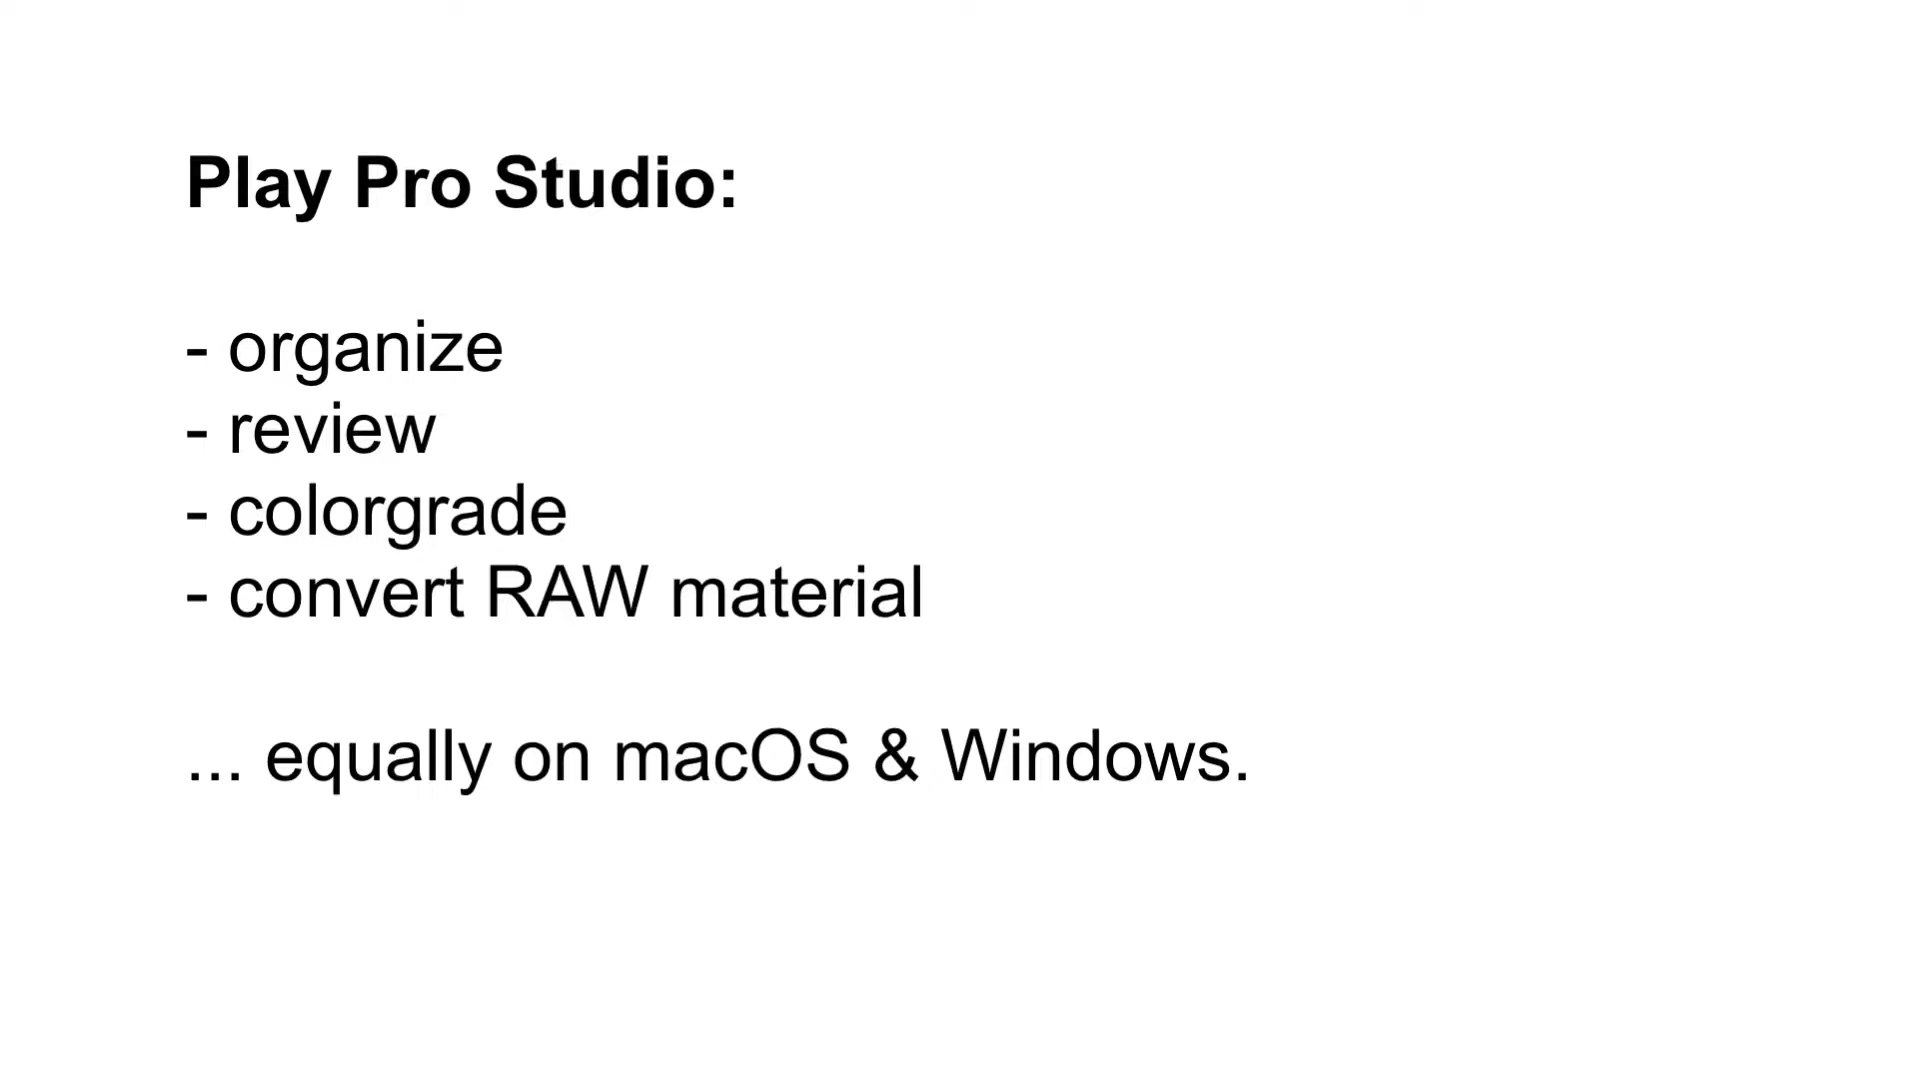 Play Pro Studio:
- organize
- review
- colorgrade
- convert RAW material
... equally on macOS & Windows.